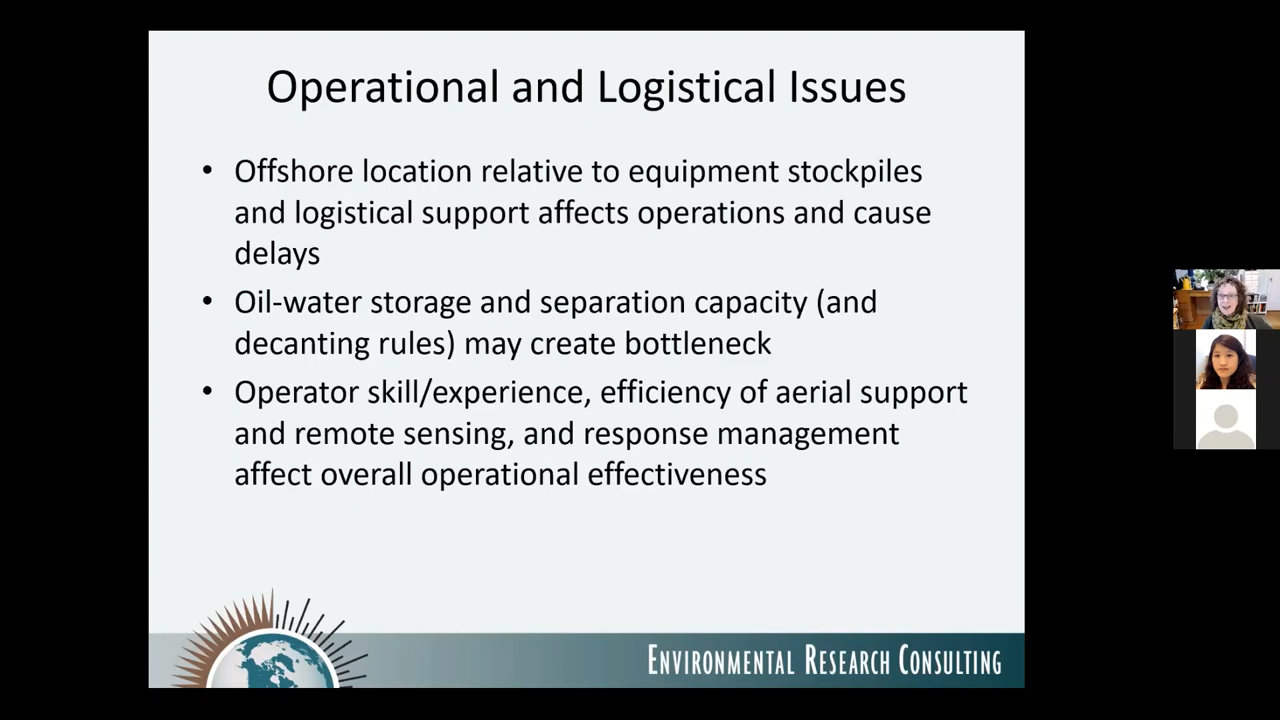 Operational and Logistical Issues
• Offshore location relative to equipment stockpiles
and logistical support affects operations and cause
delays
• Oil-water storage and separation capacity (and
decanting rules) may create bottleneck
• Operator skill/experience, efficiency of aerial support
and remote sensing, and response management
affect overall operational effectiveness
ENVIRONMENTAL RESEARCH CONSULTING